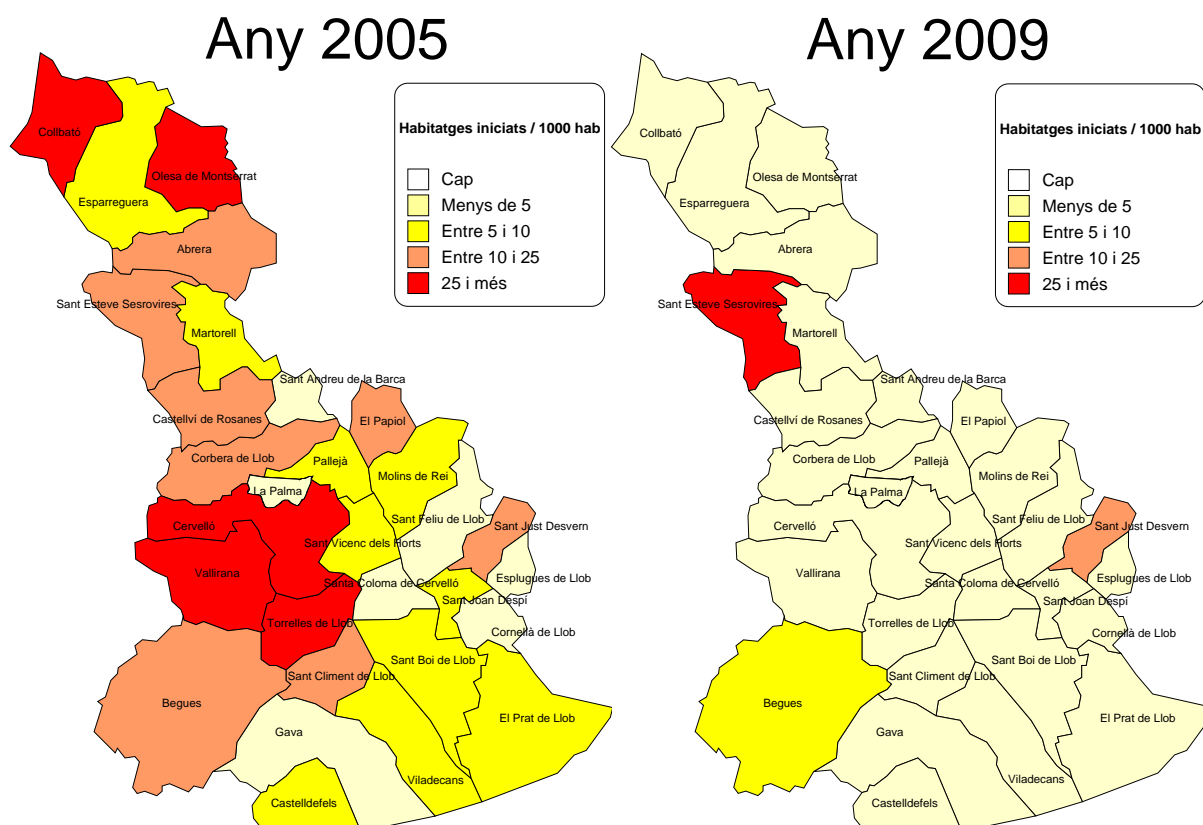 Any 2005
Habitatges iniciats / 1000 hab
Cap
Menys de 5
Entre 5 i 10
Entre 10 i 25
25 i més
Collbató
Olesa de Montserrat
Esparreguera
Abrera
Sant Esteve Sesrovires
Martorell
Sant Andreu de la Barca
Castellví de Rosanes
El Papiol
Corbera de Llob
Pallejà
Molins de Rei
La Palma
Sant Feliu de Llob
Cervelló
Sant Just Desvern
Sant Vicenc dels Horts
Vallirana
Santa Coloma de Cervelló
Esplugues de Llob
Sant Joan Despí
Torrelles de Llob
Cornellà de Llob
Sant Boi de Llob
Sant Climent de Llob
Begues
El Prat de Llob
Gava
Viladecans
Castelldefels
Any 2009
Habitatges iniciats / 1000 hab
Cap
Menys de 5
Entre 5 i 10
Entre 10 i 25
25 i més
Collbató
Olesa de Montserrat
Esparreguera
Abrera
Sant Esteve Sesrovires
Martorell
Sant Andreu de la Barca
Castellví de Rosanes
El Papiol
Corbera de Llob
Pallejà
Molins de Rei
La Palma
Sant Feliu de Llob
Cervelló
Sant Just Desvern
Sant Vicenc dels Horts
Vallirana
Santa Coloma de Cervelló
Esplugues de Llob
Sant Joan Despí
Torrelles de Llob
Cornellà de Llob
Sant Boi de Llob
Sant Climent de Llob
Begues
El Prat de Llob
Gava
Viladecans
Castelldefels